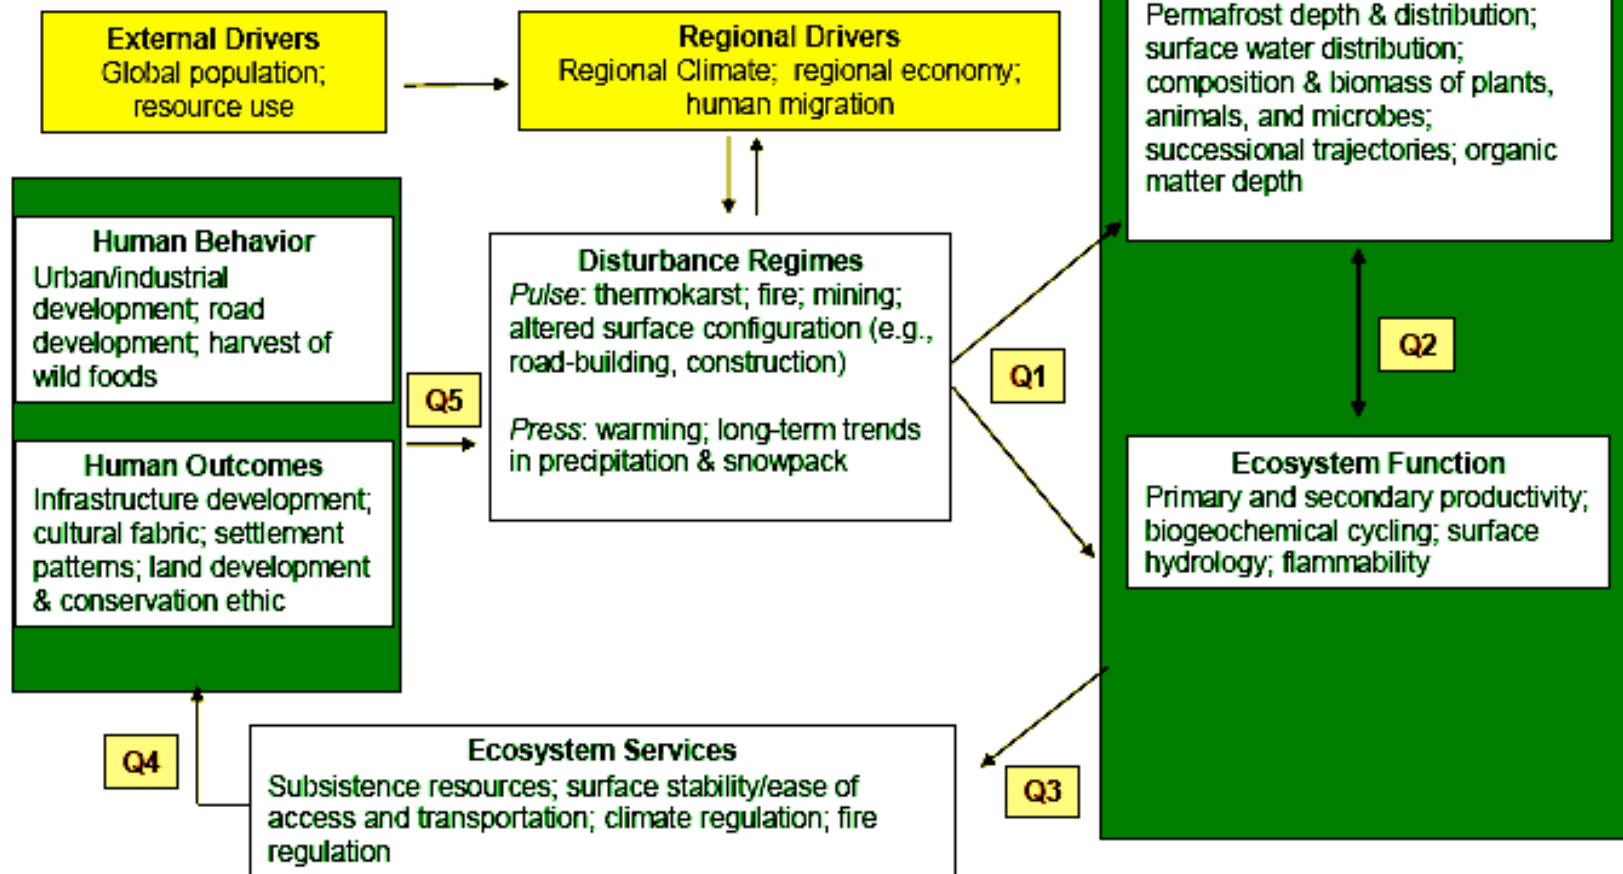 External Drivers
Global population;
resource use
Regional Drivers
Regional Climate; regional economy;
human migration
Permafrost depth & distribution;
surface water distribution;
composition & biomass of plants,
animals, and microbes;
successional trajectories; organic
matter depth
Human Behavior
Urban/industrial
development; road
development; harvest of
wild foods
Human Outcomes
Infrastructure development;
cultural fabric; settlement
patterns; land development
& conservation ethic
Q5
Disturbance Regimes
Pulse: thermokarst; fire; mining;
altered surface configuration (e.g.,
road-building, construction)
Press: warming; long-term trends
in precipitation & snowpack
Q1
Q2
Ecosystem Function
Primary and secondary productivity;
biogeochemical cycling; surface
hydrology; flammability
Q4
Ecosystem Services
Subsistence resources; surface stability/ease of
access and transportation; climate regulation; fire
regulation
Q3